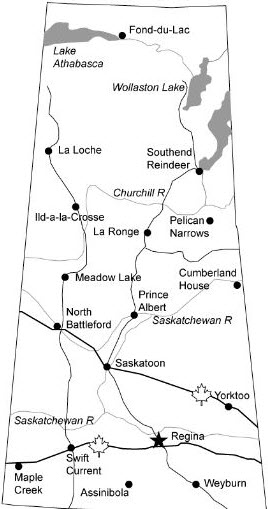 Fond-du-Lac
Lake
Athabasca
Wollaston Lake
La Loche
Southend
Reindeer
Churchill R
Ild-a-la-Crosse
La Ronge
Pelican
Narrows
Meadow Lake
Cumberland
House
Prince
Albert
North
Battleford
Saskatchewan R
Saskatoon
Yorktoo
Saskatchewan R
Regina
Swift
Current
Maple
Creek
Assinibola
Weyburn